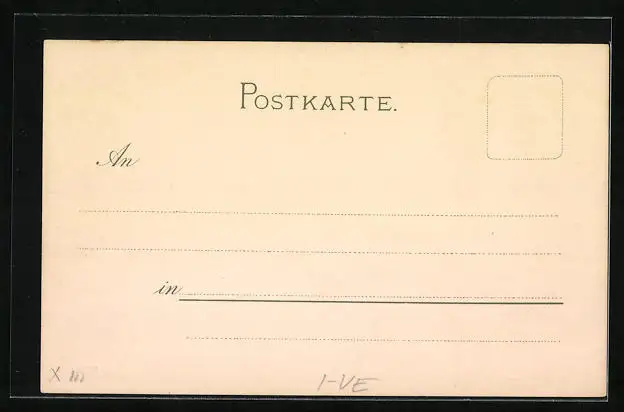 POSTKARTE.
An
in
I-VE